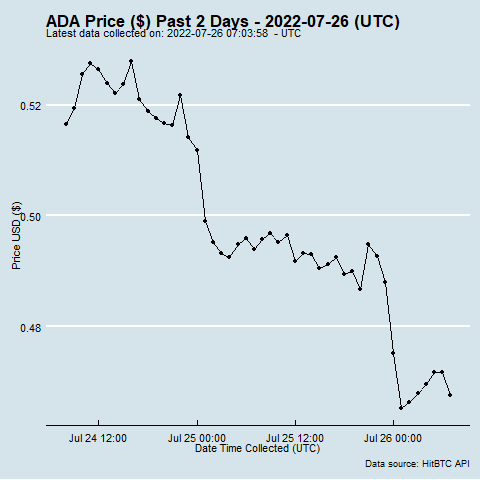 ADA Price ($) Past 2 Days - 2022-07-26 (UTC)
Latest data collected on: 2022-07-26 07:03:58 - UTC
0.52
0.50
0.48
Price USD ($)
Jul 24 12:00 Jul 25 00:00 Jul 25 12:00 Jul 26 00:00
Date Time Collected (UTC)
Data source: HitBTC API